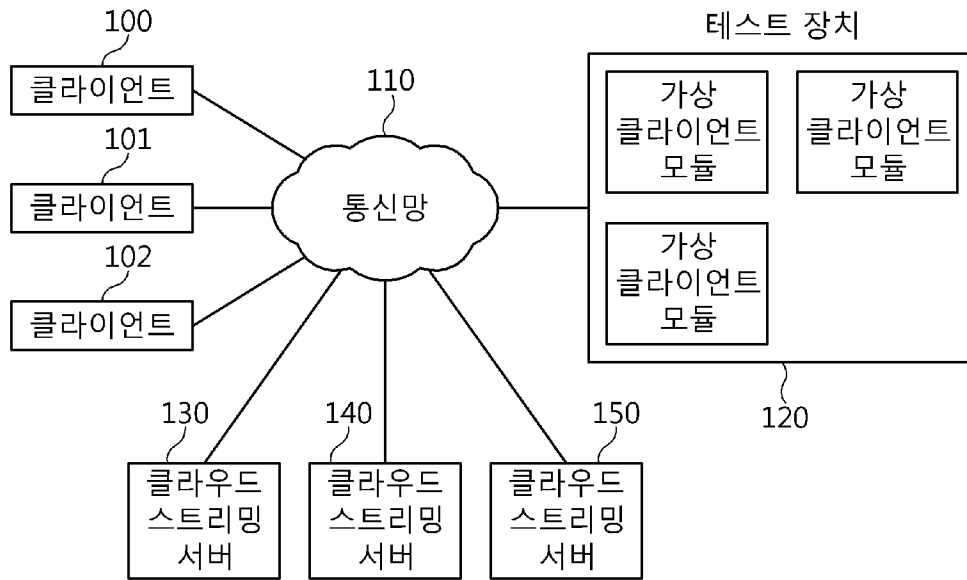 테스트 장치
100
클라이언트
101
클라이언트
102
클라이언트
110
통신망
가상
클라이언트
모듈
가상
클라이언트
모듈
가상
클라이언트
모듈
120
130
클라우드
스트리밍
서버
140
클라우드
스트리밍
서버
150
클라우드
스트리밍
서버